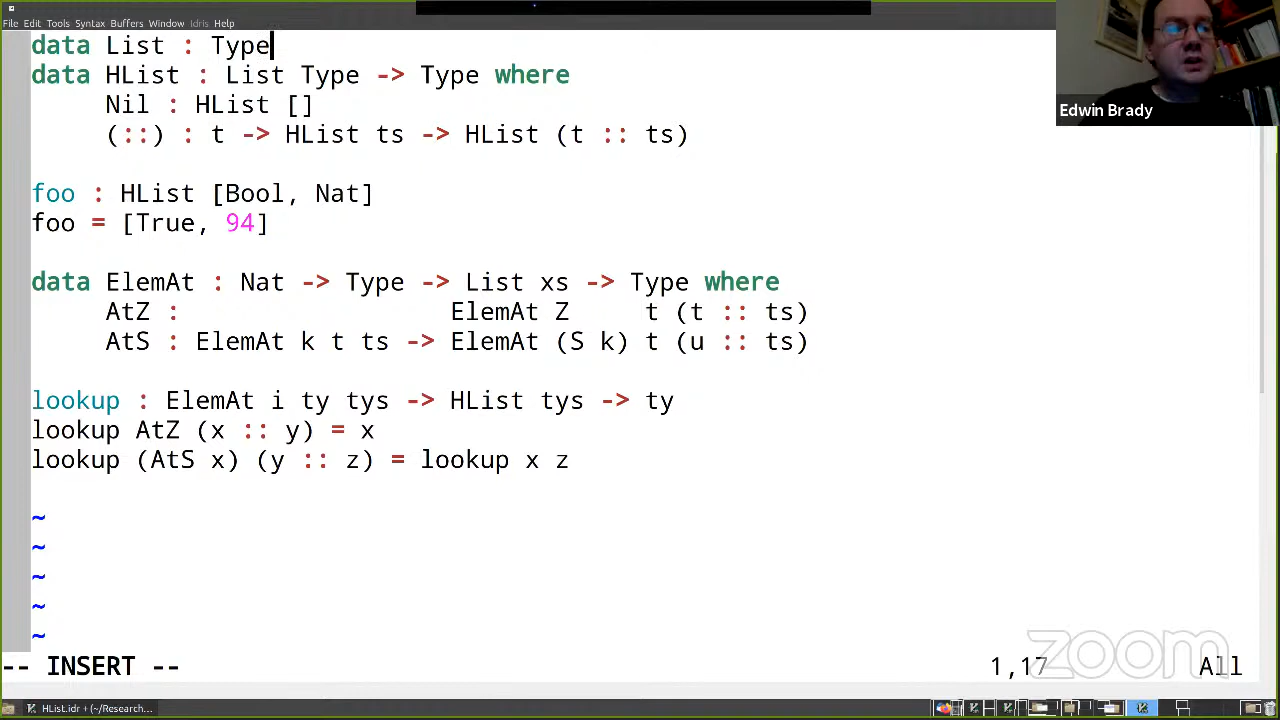 File Edit Tools Syntax Buffers Window Idris Help
data List : Type
data HList : List Type -> Type where
Nil : HList []
(::) : t -> HList ts -> HList (t :: ts)
Edwin Brady
foo : HList [Bool, Nat]
foo = [True, 94]
data ElemAt : Nat -> Type -> List xs -> Type where
AtZ : ElemAt Z t (t :: ts)
AtS : ElemAt k t ts -> ElemAt (S k) t (u :: ts)
lookup : ElemAt i ty tys -> HList tys -> ty
lookup AtZ (x :: y) = x
lookup (AtS x) (y :: z) = lookup x z
~
~
~
~
~
zoom
-- INSERT -- 1,17 All
HList.idr + (~/Research...